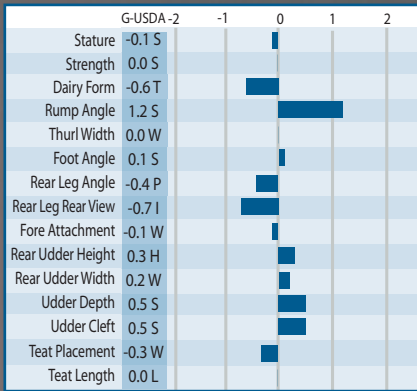 G-USDA -2 -1 0 1 2
Stature -0.1 S
Strength 0.0 S
Dairy Form -0.6 T
Rump Angle 1.2 S
Thurl Width 0.0 W
Foot Angle 0.1 S
Rear Leg Angle -0.4 P
Rear Leg Rear View -0.7 I
Fore Attachment -0.1 W
Rear Udder Height 0.3 H
Rear Udder Width 0.2 W
Udder Depth 0.5 S
Udder Cleft 0.5 S
Teat Placement -0.3 W
Teat Length 0.0 L